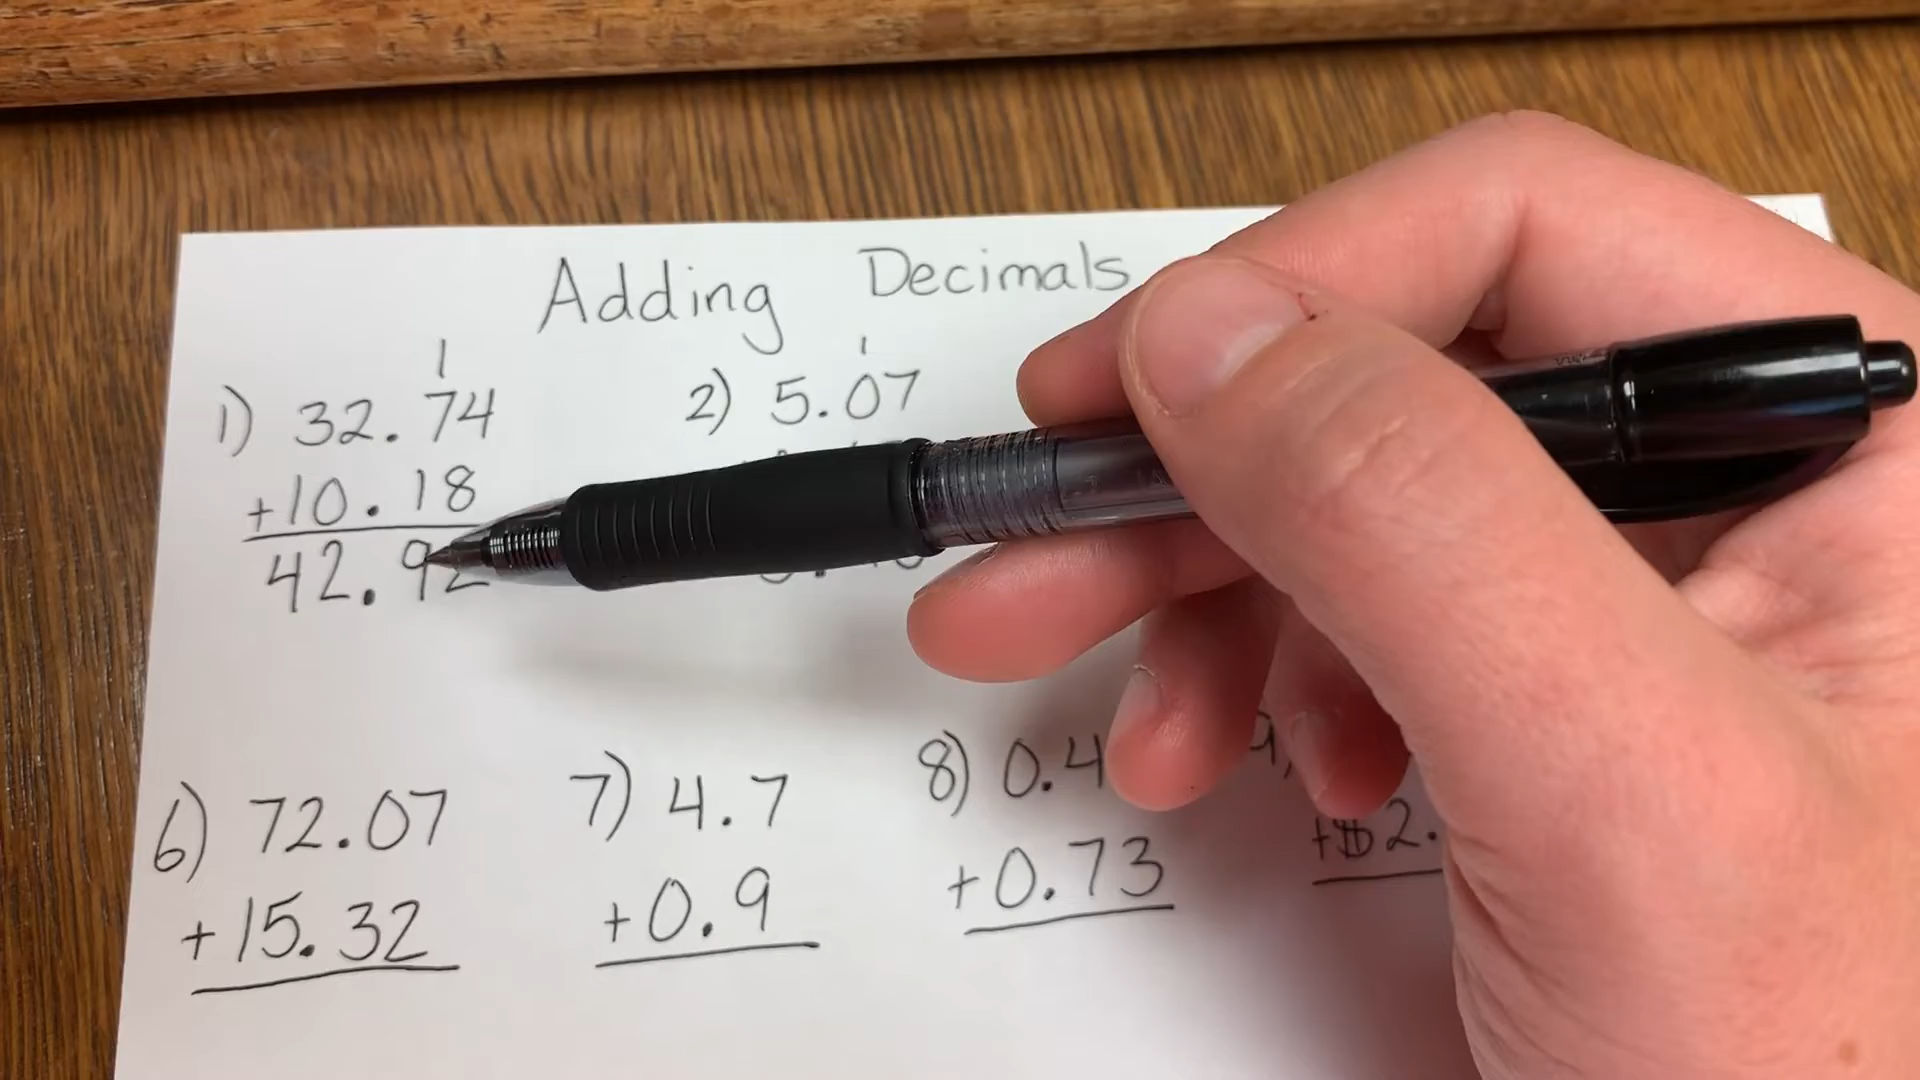 Adding Decimals
1 1
1) 32.74 2) 5.07
+10.18
42.92
6) 72.07 7) 4.7 8) 0.4
+15.32 +0.9 +0.73 +$2.